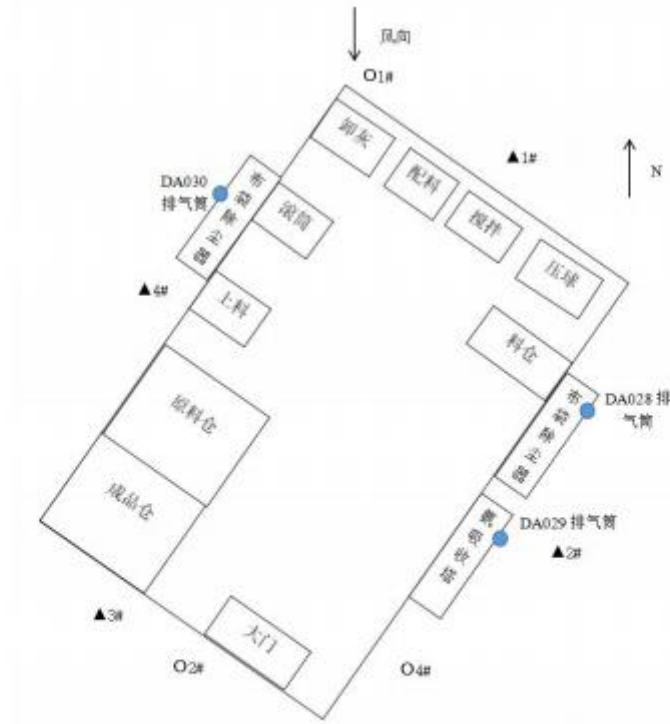 风向
O1#
卸灰
▲1#
N
配料
搅拌
DA030
排气筒
布袋除尘器
滚筒
压球
▲4#
上料
料仓
原料仓
布袋除尘器
DA028 排
气筒
成品仓
氨吸收塔
DA029 排气筒
▲2#
▲3#
大门
O2#
O4#